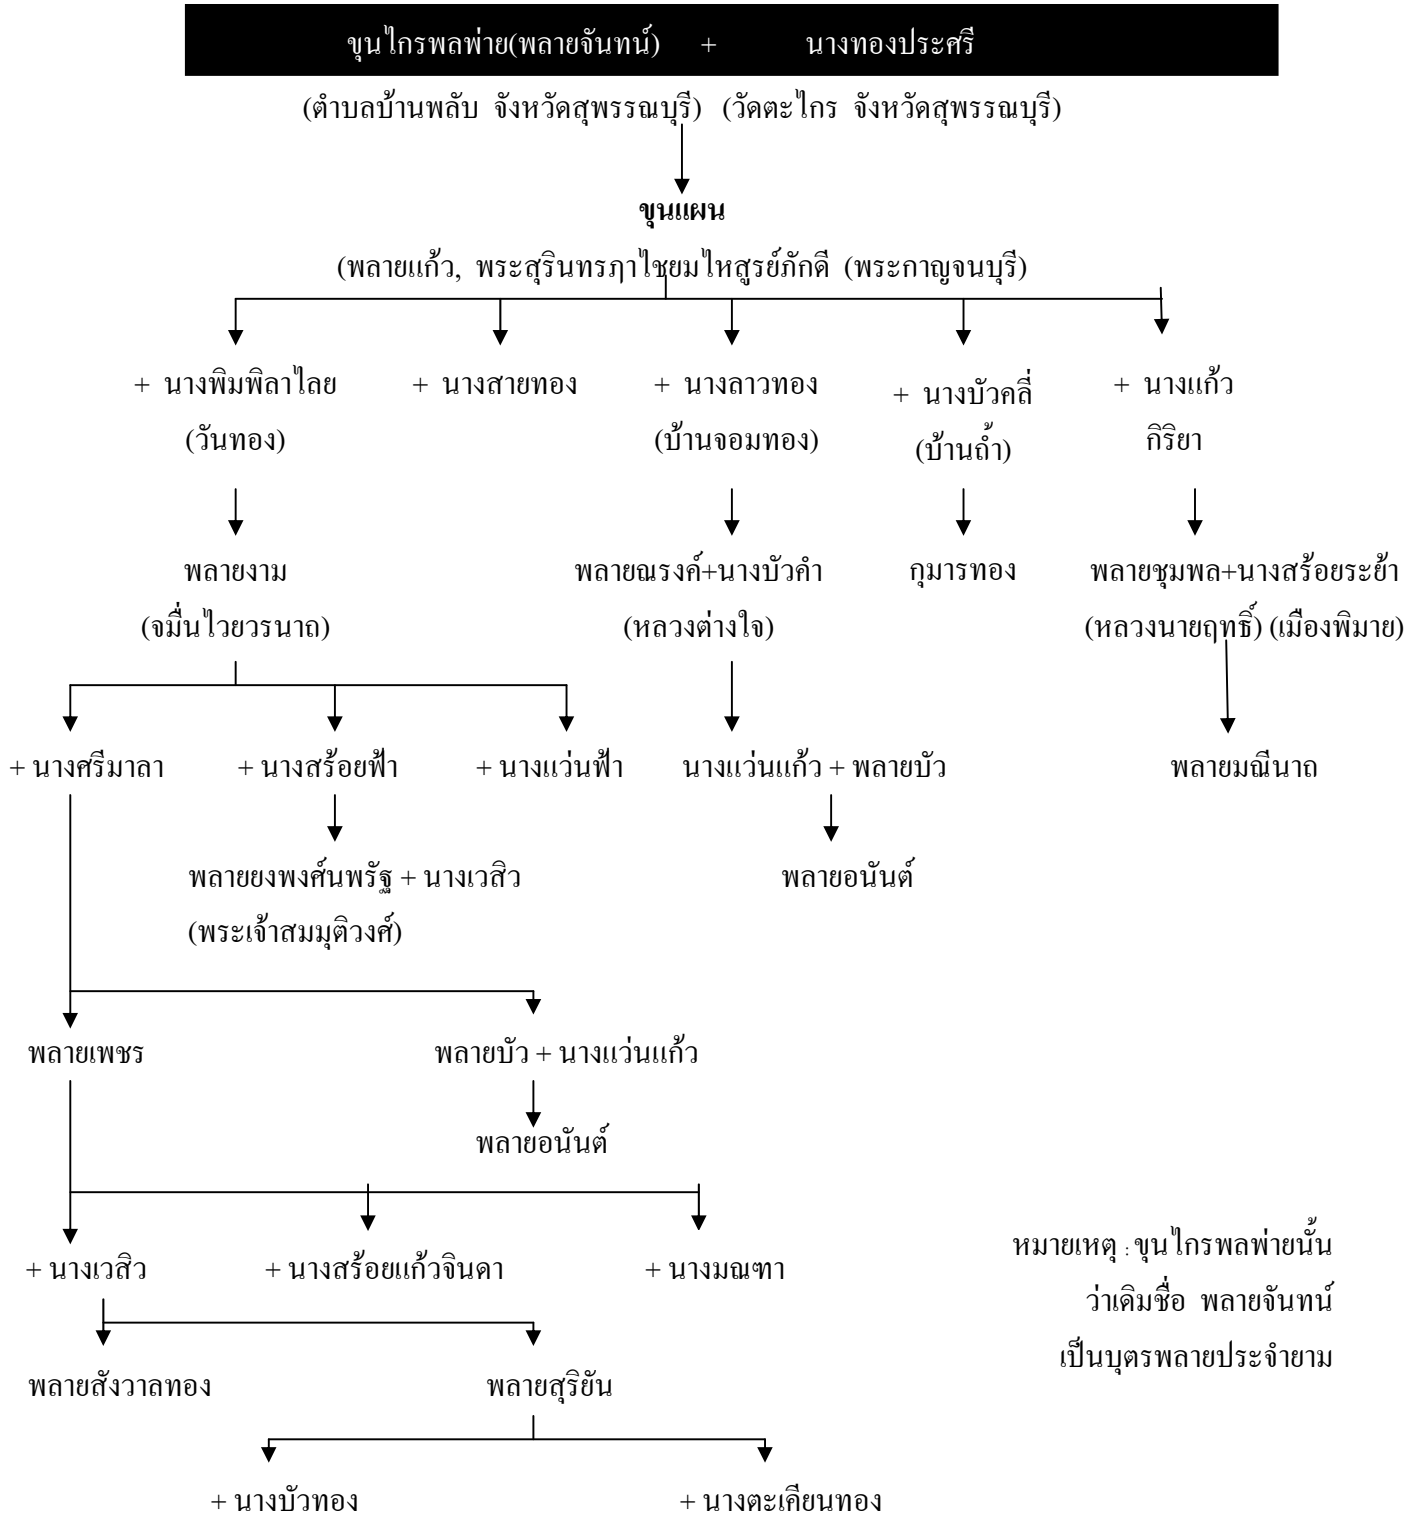 ขุนไกรพลพ่าย(พลายจันทน์) + นางทองประศรี
(ตำบลบ้านพลับ จังหวัดสุพรรณบุรี) (วัดตะไกร จังหวัดสุพรรณบุรี)
ขุนแผน
(พลายแก้ว, พระสุรินทรฦาไชยมไหสูรย์ภักดี (พระกาญจนบุรี)
+ นางพิมพิลาไลย + นางสายทอง + นางลาวทอง + นางบัวคลี่ + นางแก้ว
(วันทอง) (บ้านจอมทอง) (บ้านถ้ำ) กิริยา
พลายงาม พลายณรงค์+นางบัวคำ กุมารทอง พลายชุมพล+นางสร้อยระย้า
(จมื่นไวยวรนาถ) (หลวงต่างใจ) (หลวงนายฤทธิ์) (เมืองพิมาย)
+ นางศรีมาลา + นางสร้อยฟ้า + นางแว่นฟ้า นางแว่นแก้ว + พลายบัว พลายมณีนาถ
พลายยงพงศ์นพรัฐ + นางเวสิว พลายอนันต์
(พระเจ้าสมมุติวงศ์)
พลายเพชร พลายบัว + นางแว่นแก้ว
พลายอนันต์
+ นางเวสิว + นางสร้อยแก้วจินดา + นางมณฑา
หมายเหตุ : ขุนไกรพลพ่ายนั้น
ว่าเดิมชื่อ พลายจันทน์
เป็นบุตรพลายประจำยาม
พลายสังวาลทอง พลายสุริยัน
+ นางบัวทอง + นางตะเคียนทอง